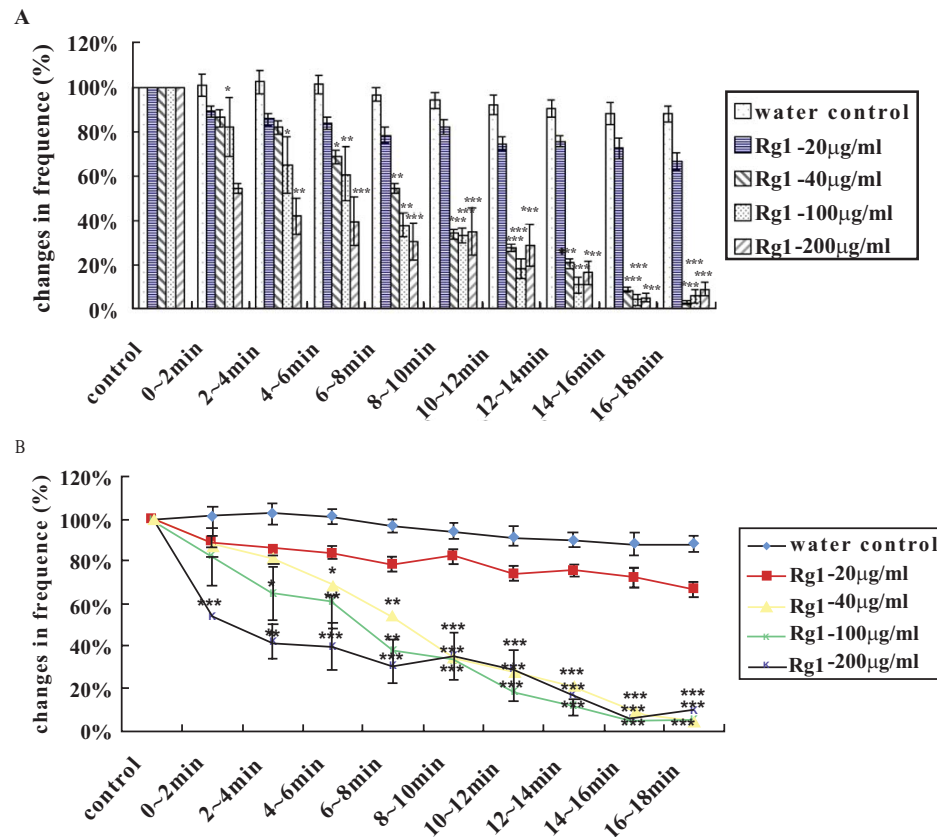 A
changes in frequency (%)
120%
100%
80%
60%
40%
20%
0%
control
0~2min
2~4min
4~6min
6~8min
8~10min
10~12min
12~14min
14~16min
16~18min
water control
Rg1-20μg/ml
Rg1-40μg/ml
Rg1-100μg/ml
Rg1-200μg/ml
B
changes in frequency (%)
120%
100%
80%
60%
40%
20%
0%
control
0~2min
2~4min
4~6min
6~8min
8~10min
10~12min
12~14min
14~16min
16~18min
water control
Rg1-20μg/ml
Rg1-40μg/ml
Rg1-100μg/ml
Rg1-200μg/ml